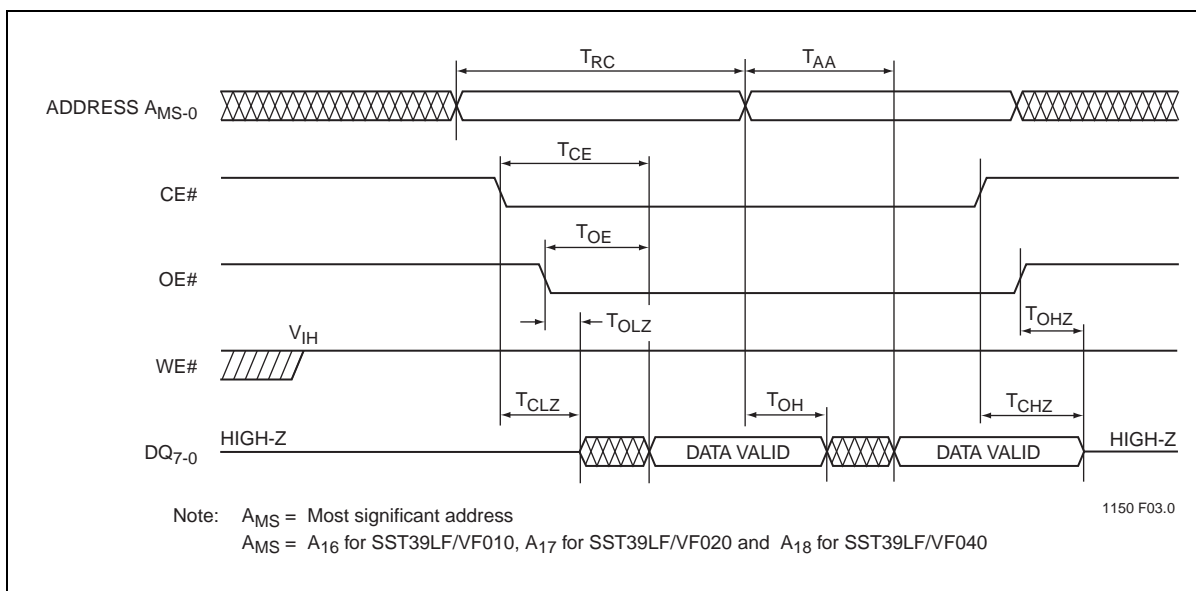 TRC TAA
ADDRESS AMS-0
TCE
CE#
TOE
OE#
TOLZ TOHZ
VIH
WE#
TCLZ TOH TCHZ
HIGH-Z HIGH-Z
DQ7-0 DATA VALID DATA VALID
Note: AMS = Most significant address
AMS = A16 for SST39LF/VF010, A17 for SST39LF/VF020 and A18 for SST39LF/VF040
1150 F03.0